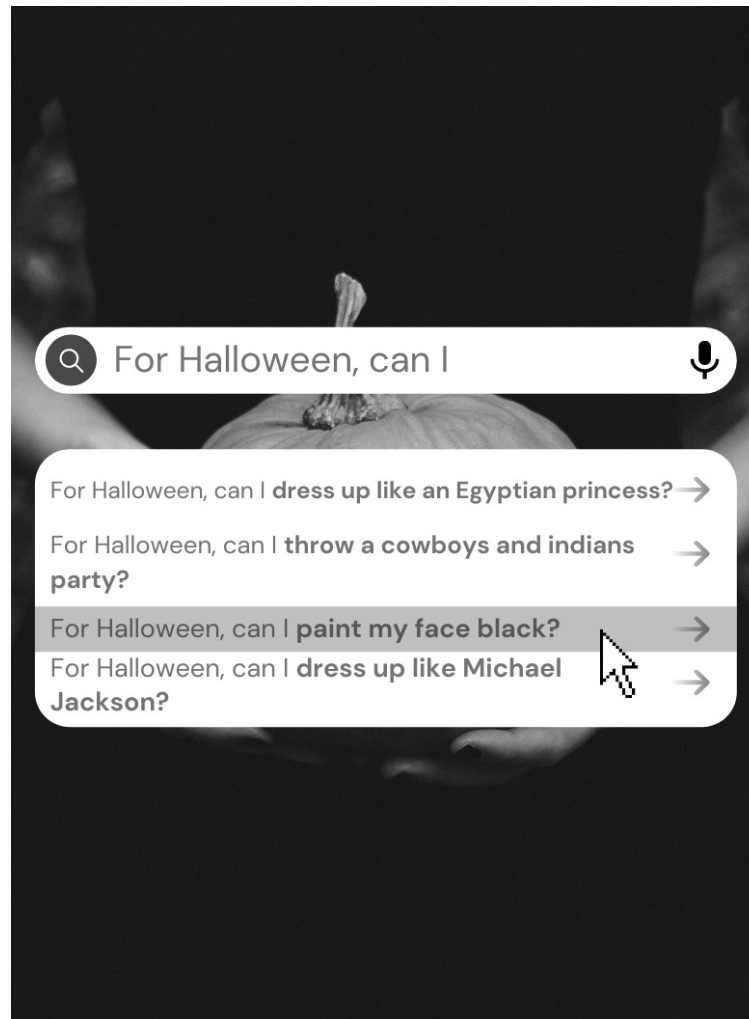 For Halloween, can I
For Halloween, can I dress up like an Egyptian princess?
For Halloween, can I throw a cowboys and indians
party?
For Halloween, can I paint my face black?
For Halloween, can I dress up like Michael
Jackson?